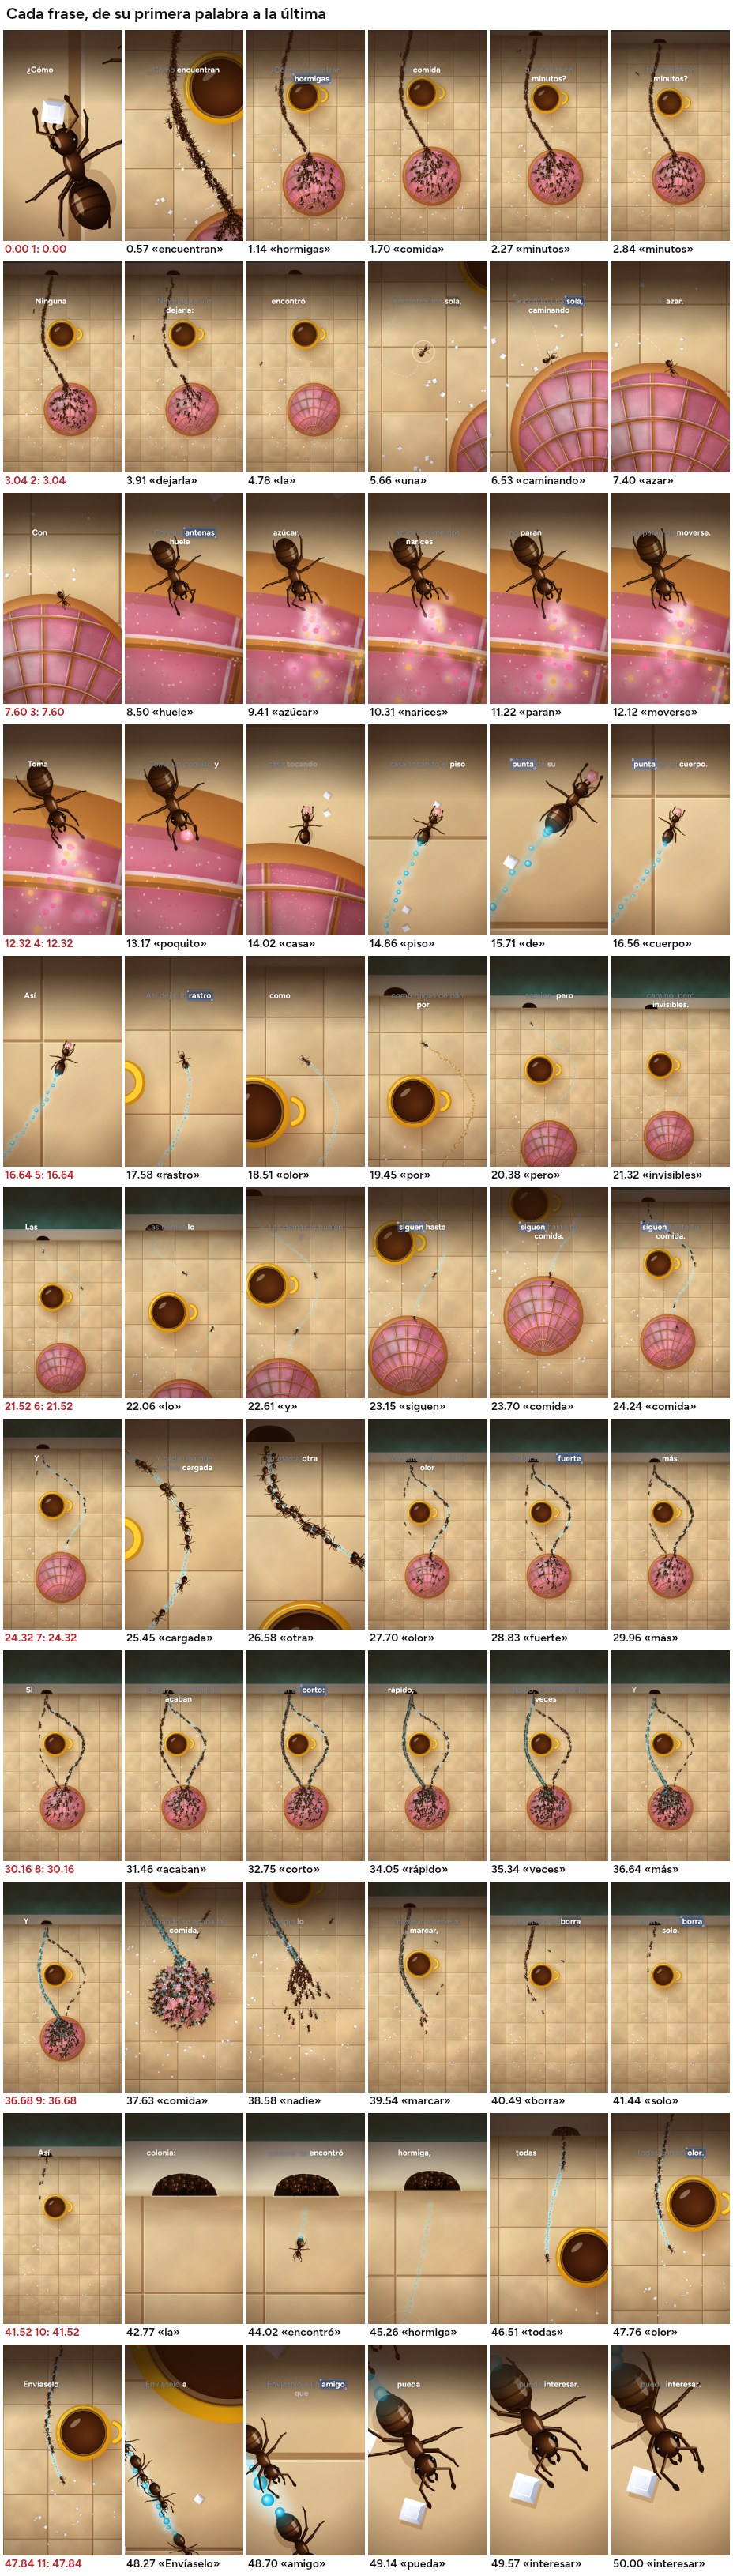 Cada frase, de su primera palabra a la última
¿Cómo
encuentran
hormigas
comida
minutos?
minutos?
0.00 1: 0.00
0.57 «encuentran»
1.14 «hormigas»
1.70 «comida»
2.27 «minutos»
2.84 «minutos»
Ninguna
dejarla:
encontró
sola,
sola,
caminando
azar.
3.04 2: 3.04
3.91 «dejarla»
4.78 «la»
5.66 «una»
6.53 «caminando»
7.40 «azar»
Con
antenas
huele
azúcar,
narices
paran
moverse.
7.60 3: 7.60
8.50 «huele»
9.41 «azúcar»
10.31 «narices»
11.22 «paran»
12.12 «moverse»
Toma
y
tocando
piso
punta su
punta cuerpo.
12.32 4: 12.32
13.17 «poquito»
14.02 «casa»
14.86 «piso»
15.71 «de»
16.56 «cuerpo»
Así
rastro
como
por
pero
invisibles.
16.64 5: 16.64
17.58 «rastro»
18.51 «olor»
19.45 «por»
20.38 «pero»
21.32 «invisibles»
Las
lo
siguen hasta
siguen
comida.
siguen
comida.
21.52 6: 21.52
22.06 «lo»
22.61 «y»
23.15 «siguen»
23.70 «comida»
24.24 «comida»
Y
cargada
otra
olor
fuerte
más.
24.32 7: 24.32
25.45 «cargada»
26.58 «otra»
27.70 «olor»
28.83 «fuerte»
29.96 «más»
Si
acaban
corto:
rápido,
veces
Y
30.16 8: 30.16
31.46 «acaban»
32.75 «corto»
34.05 «rápido»
35.34 «veces»
36.64 «más»
Y
comida.
lo
marcar,
borra
borra
solo.
36.68 9: 36.68
37.63 «comida»
38.58 «nadie»
39.54 «marcar»
40.49 «borra»
41.44 «solo»
Así
colonia:
encontró
hormiga,
todas
olor.
41.52 10: 41.52
42.77 «la»
44.02 «encontró»
45.26 «hormiga»
46.51 «todas»
47.76 «olor»
Envíaselo
Envíaselo a
amigo
que
pueda
interesar.
interesar.
47.84 11: 47.84
48.27 «Envíaselo»
48.70 «amigo»
49.14 «pueda»
49.57 «interesar»
50.00 «interesar»